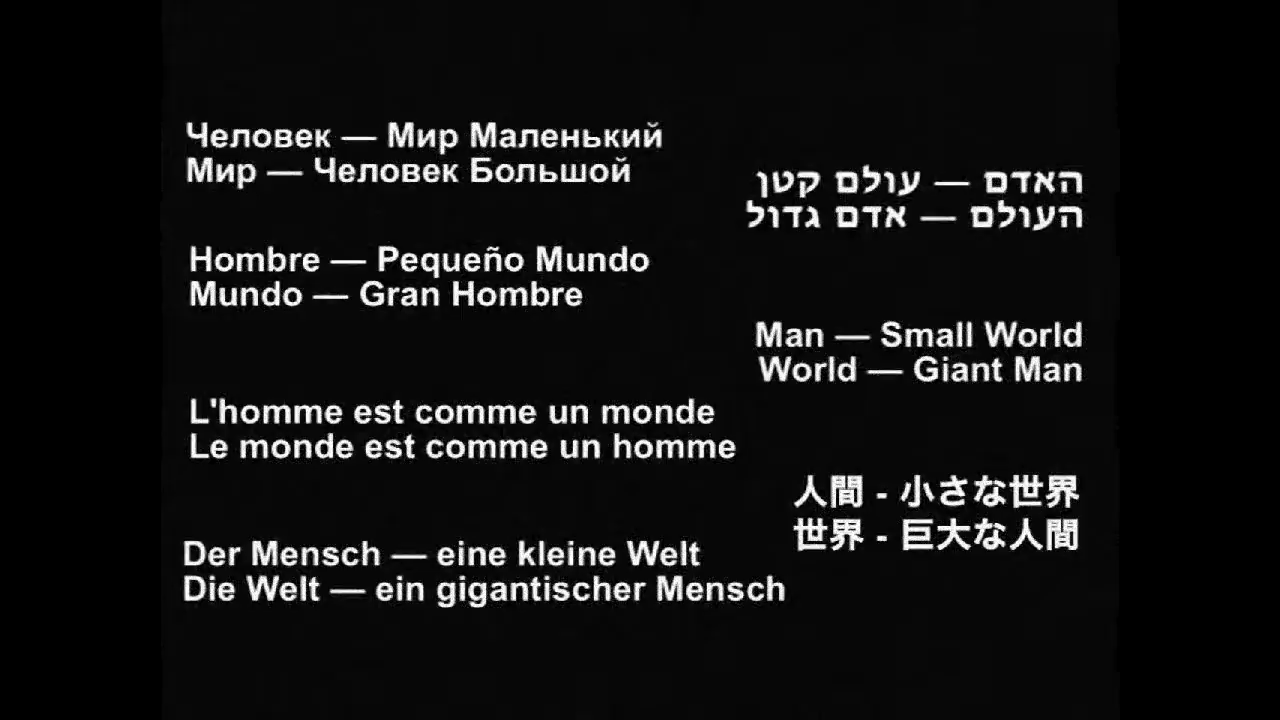 Человек — Мир Маленький
Мир — Человек Большой
האדם — עולם קטן
העולם — אדם גדול
Hombre — Pequeño Mundo
Mundo — Gran Hombre
Man — Small World
World — Giant Man
L'homme est comme un monde
Le monde est comme un homme
人間 - 小さな世界
世界 - 巨大な人間
Der Mensch — eine kleine Welt
Die Welt — ein gigantischer Mensch